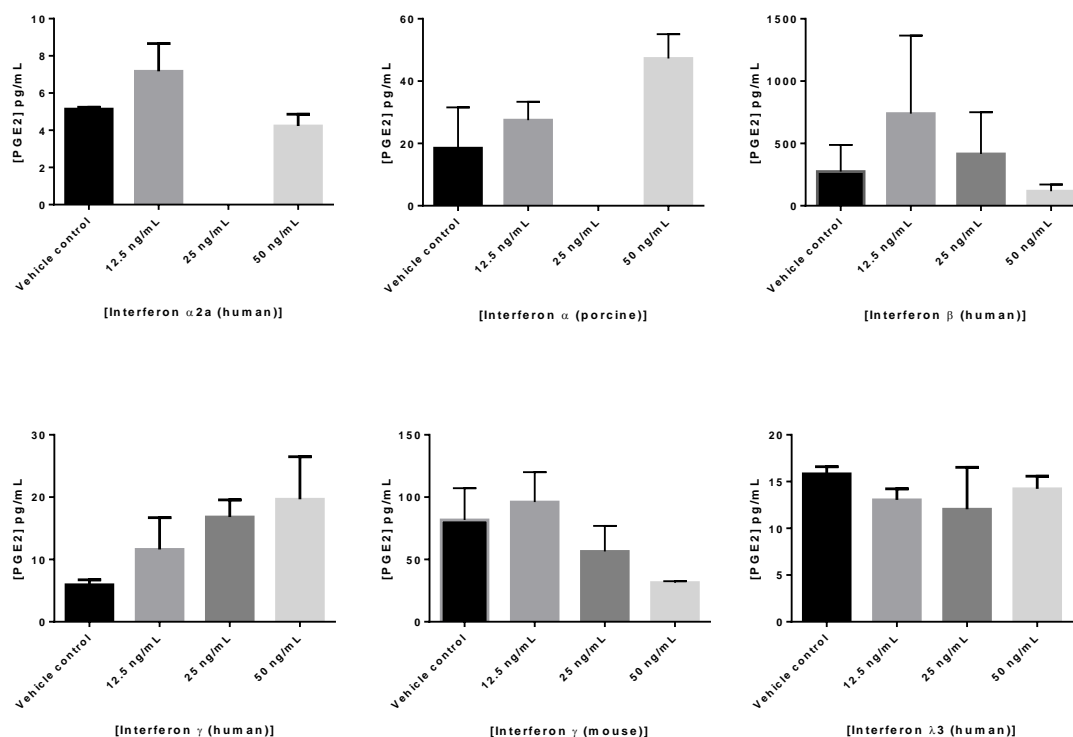 [PGE2] pg/mL
10
8
6
4
2
0
Vehicle control
12.5 ng/mL
25 ng/mL
50 ng/mL
[Interferon α2a (human)]
[PGE2] pg/mL
60
40
20
0
Vehicle control
12.5 ng/mL
25 ng/mL
50 ng/mL
[Interferon α (porcine)]
[PGE2] pg/mL
1500
1000
500
0
Vehicle control
12.5 ng/mL
25 ng/mL
50 ng/mL
[Interferon β (human)]
[PGE2] pg/mL
30
20
10
0
Vehicle control
12.5 ng/mL
25 ng/mL
50 ng/mL
[Interferon γ (human)]
[PGE2] pg/mL
150
100
50
0
Vehicle control
12.5 ng/mL
25 ng/mL
50 ng/mL
[Interferon γ (mouse)]
[PGE2] pg/mL
20
15
10
5
0
Vehicle control
12.5 ng/mL
25 ng/mL
50 ng/mL
[Interferon λ3 (human)]